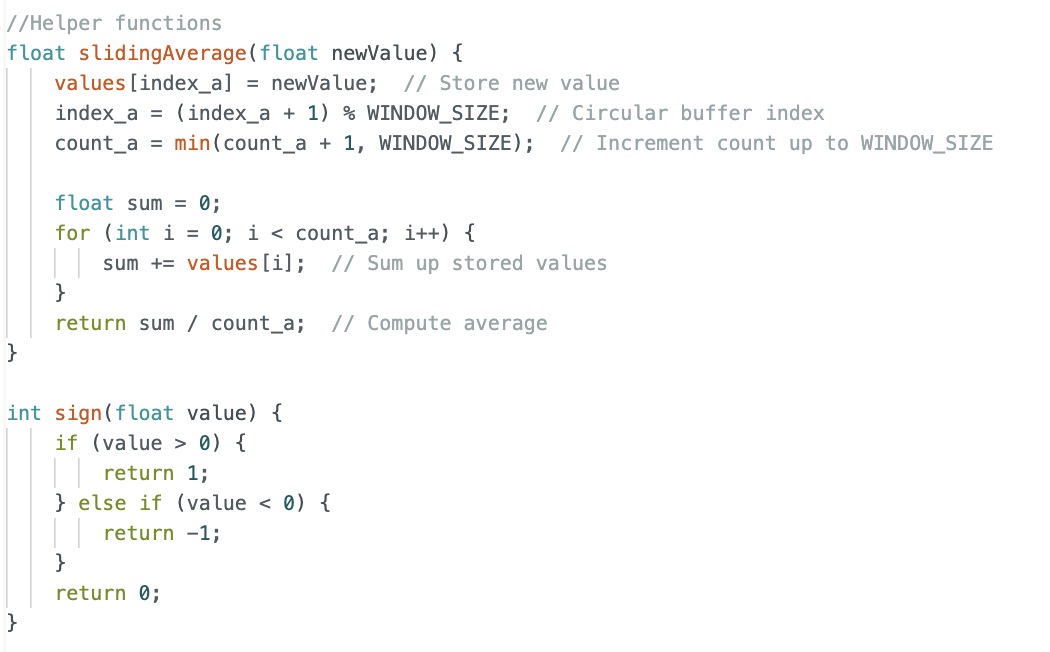 //Helper functions
float slidingAverage(float newValue) {
    values[index_a] = newValue;  // Store new value
    index_a = (index_a + 1) % WINDOW_SIZE;  // Circular buffer index
    count_a = min(count_a + 1, WINDOW_SIZE);  // Increment count up to WINDOW_SIZE

    float sum = 0;
    for (int i = 0; i < count_a; i++) {
        sum += values[i];  // Sum up stored values
    }
    return sum / count_a;  // Compute average
}

int sign(float value) {
    if (value > 0) {
        return 1;
    } else if (value < 0) {
        return -1;
    }
    return 0;
}